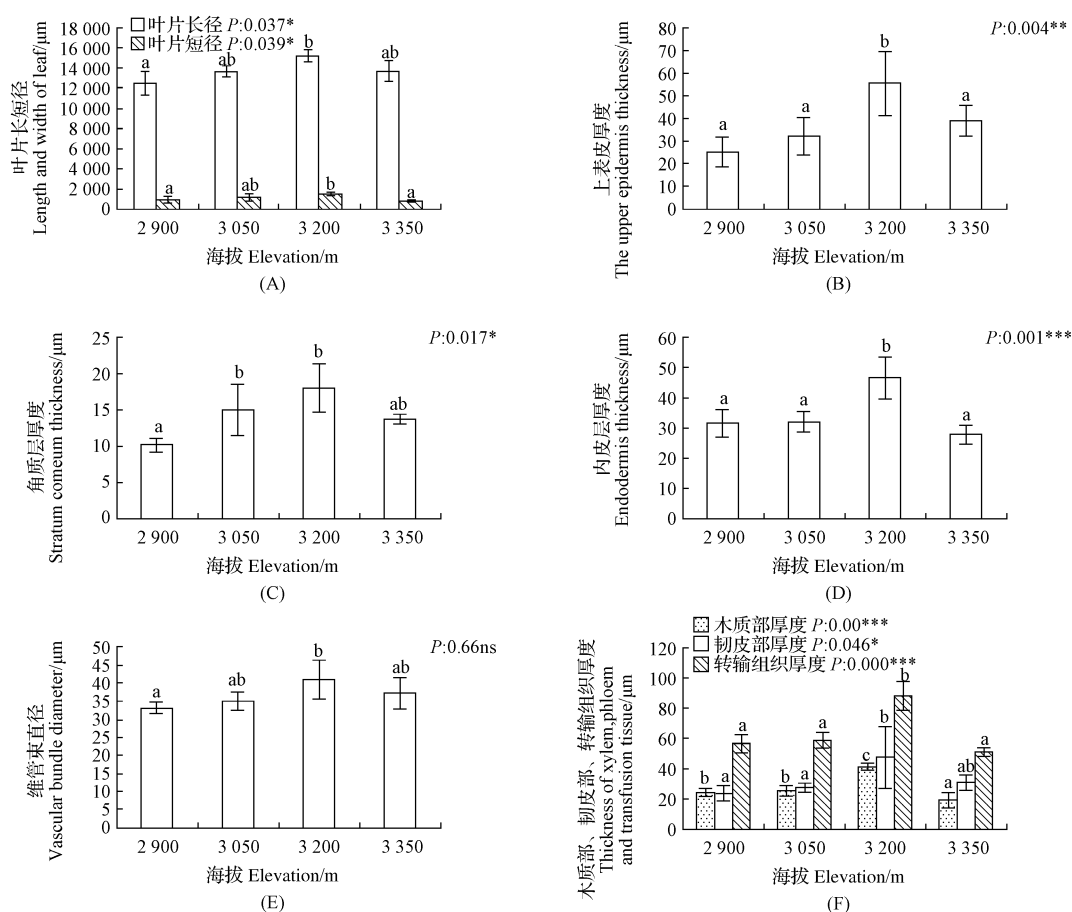 叶片长径 P:0.037*
叶片短径 P:0.039*
叶片长短径
Length and width of leaf/μm
18 000
16 000
14 000
12 000
10 000
8 000
6 000
4 000
2 000
0
a
ab
b
ab
a
ab
b
a
2 900
3 050
3 200
3 350
海拔 Elevation/m
(A)
P:0.004**
上表皮厚度
The upper epidermis thickness/μm
80
70
60
50
40
30
20
10
0
a
a
b
a
2 900
3 050
3 200
3 350
海拔 Elevation/m
(B)
P:0.017*
角质层厚度
Stratum comeum thickness/μm
25
20
15
10
5
0
a
b
b
ab
2 900
3 050
3 200
3 350
海拔 Elevation/m
(C)
P:0.001***
内皮层厚度
Endodermis thickness/μm
60
50
40
30
20
10
0
a
a
b
a
2 900
3 050
3 200
3 350
海拔 Elevation/m
(D)
P:0.66ns
维管束直径
Vascular bundle diameter/μm
50
45
40
35
30
25
20
15
10
5
0
a
ab
b
ab
2 900
3 050
3 200
3 350
海拔 Elevation/m
(E)
木质部厚度 P:0.00***
韧皮部厚度 P:0.046*
转输组织厚度 P:0.000***
木质部、韧皮部、转输组织厚度
Thickness of xylem,phloem
and transfusion tissue/μm
120
100
80
60
40
20
0
b
a
a
b
a
a
c
b
b
a
ab
a
2 900
3 050
3 200
3 350
海拔 Elevation/m
(F)